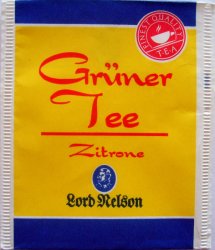 FINEST QUALITY
TEA
Grüner
Tee
Zitrone
Lord Nelson